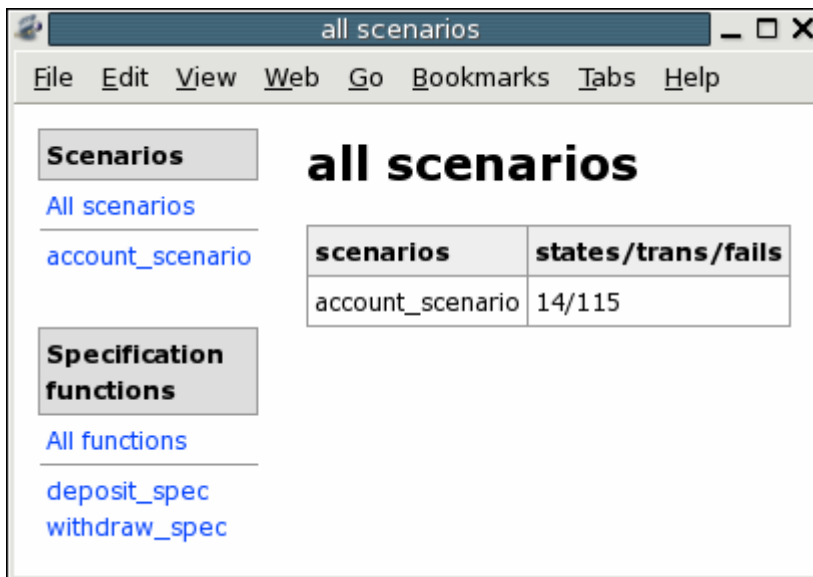 all scenarios
File Edit View Web Go Bookmarks Tabs Help
Scenarios
All scenarios
account_scenario
Specification
functions
All functions
deposit_spec
withdraw_spec
all scenarios
scenarios states/trans/fails
account_scenario 14/115